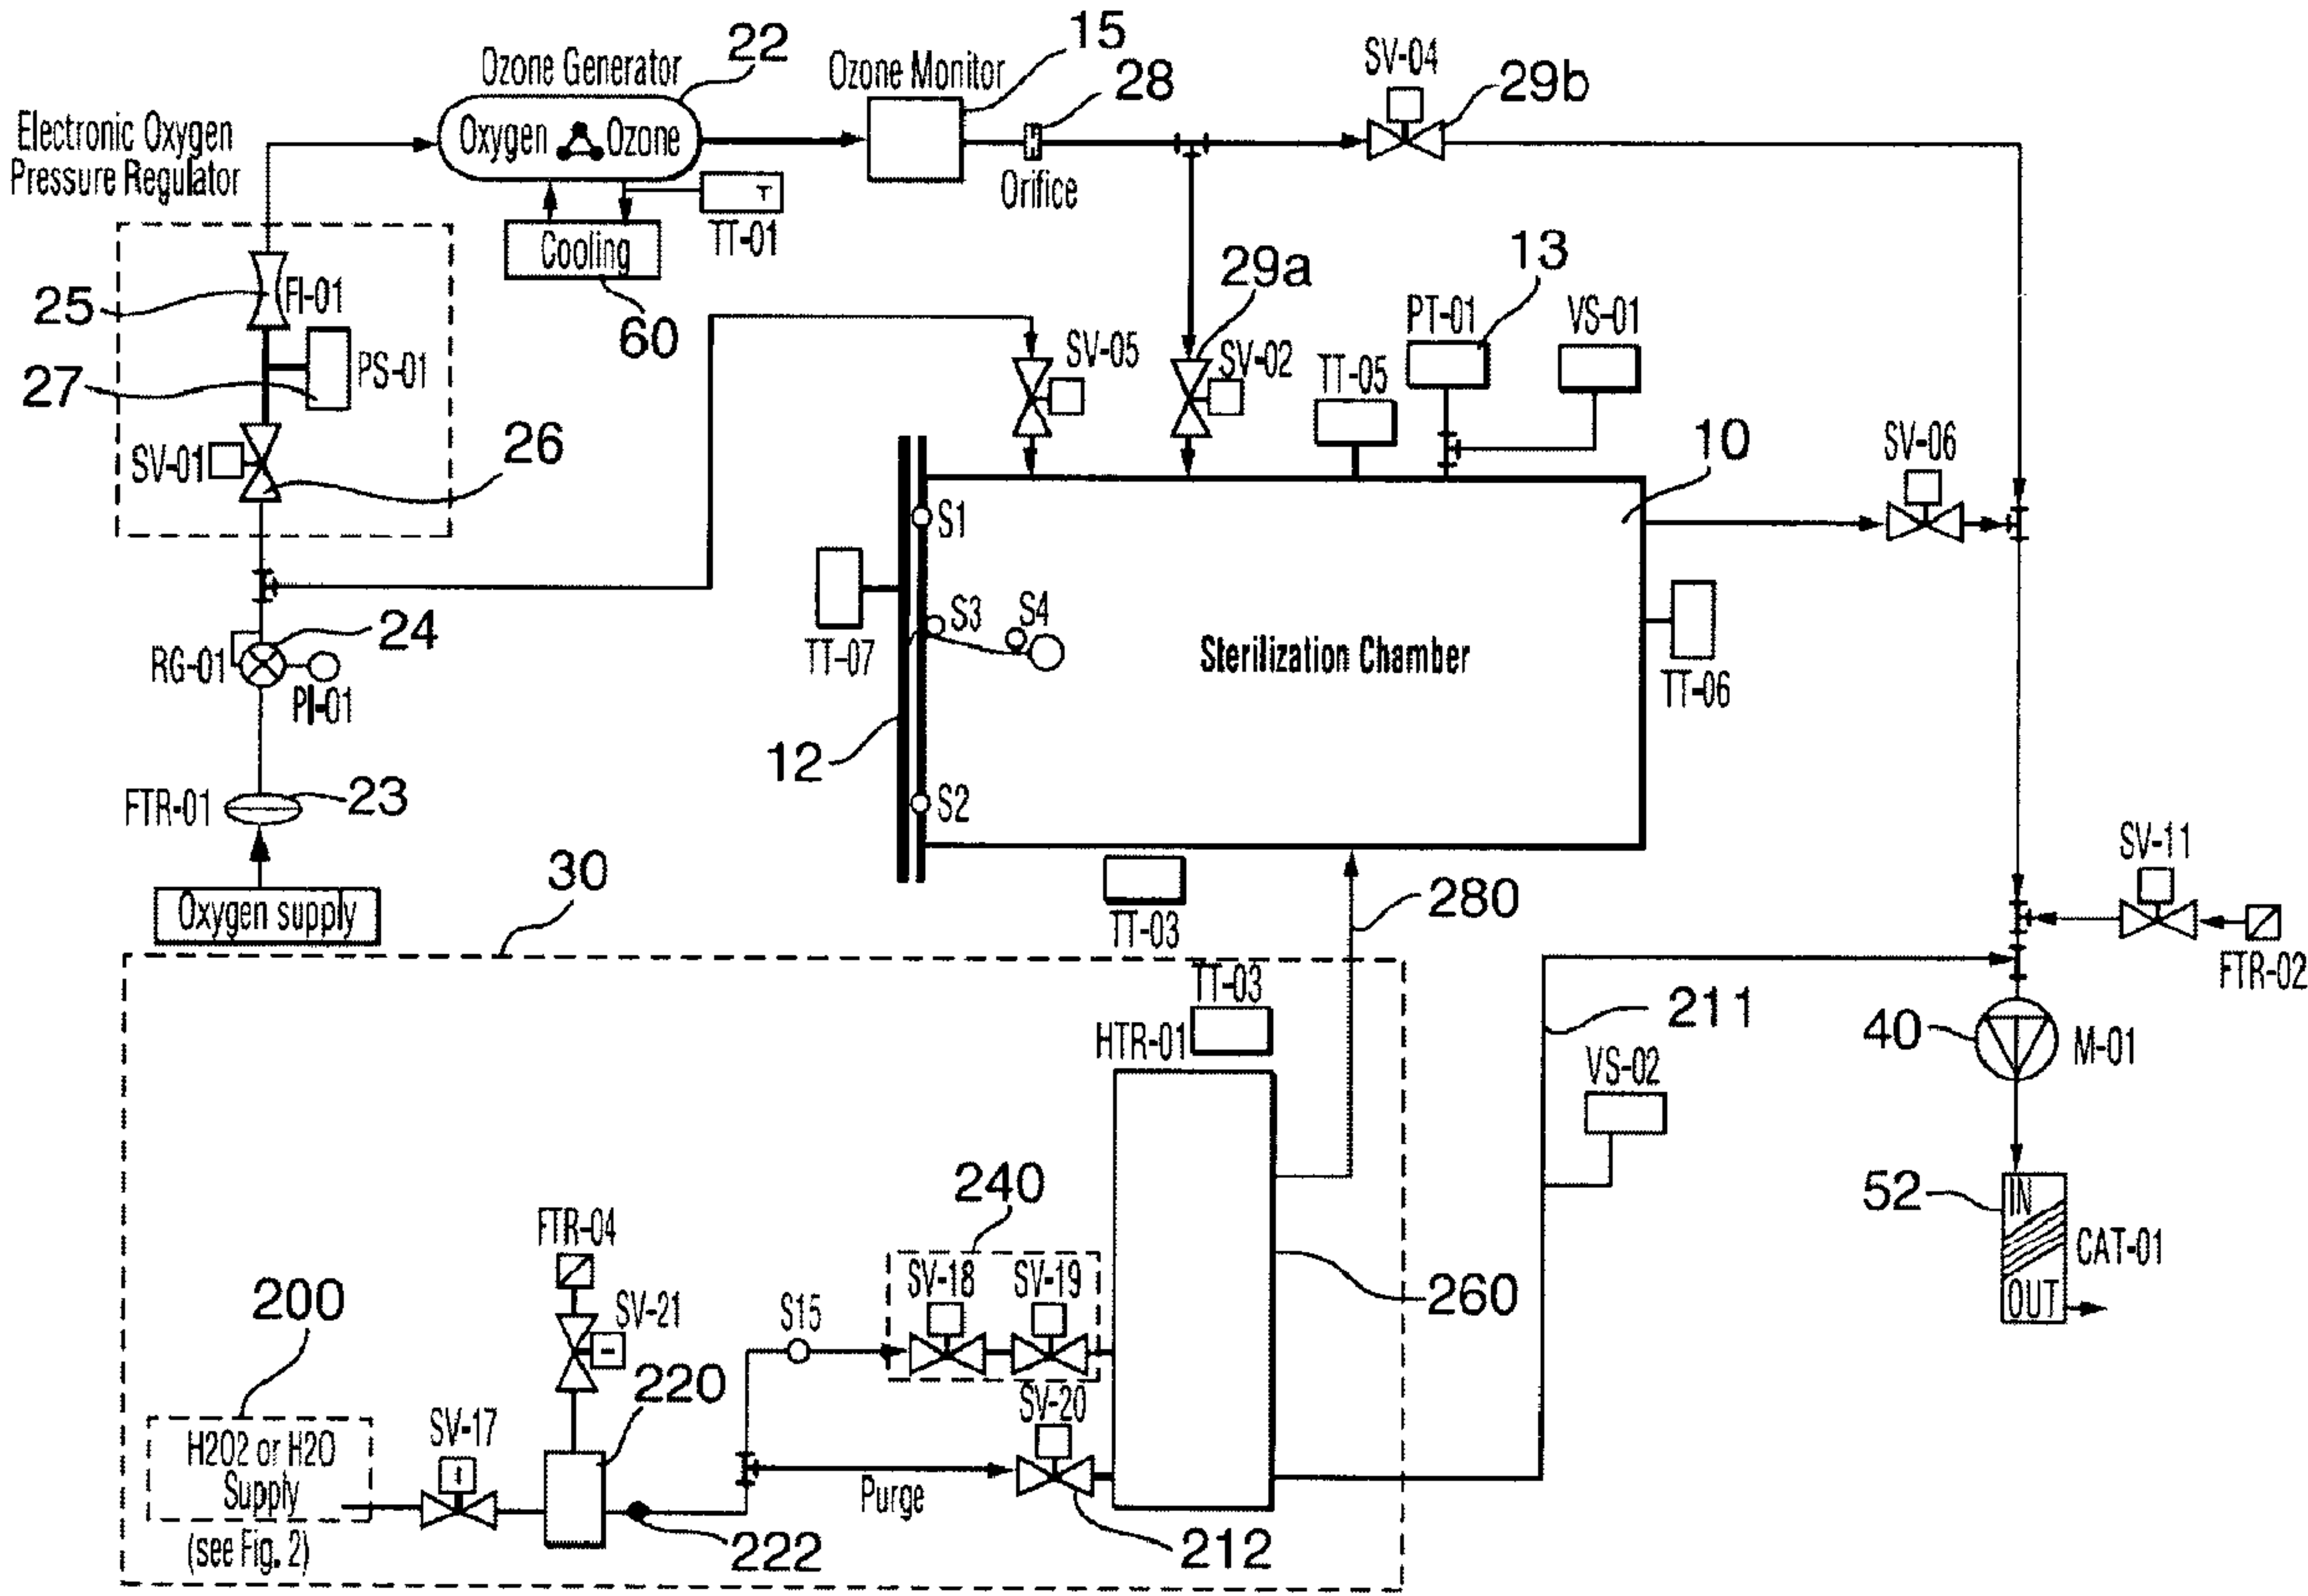 22
Ozone Generator
Oxygen
Ozone
15
Ozone Monitor
28
Orifice
SV-04
29b
Electronic Oxygen
Pressure Regulator
T
TT-01
Cooling
60
25
FI-01
27
PS-01
SV-01
26
SV-05
29a
SV-02
TT-05
13
PT-01
VS-01
10
SV-06
S1
TT-07
S3
S4
Sterilization Chamber
TT-06
12
S2
RG-01
24
PI-01
FTR-01
23
Oxygen supply
30
TT-03
280
SV-11
FTR-02
TT-03
HTR-01
211
VS-02
40
M-01
52
IN
CAT-01
OUT
240
SV-18
SV-19
260
FTR-04
SV-21
S15
200
H2O2 or H2O
Supply
(see Fig. 2)
SV-17
220
222
SV-20
Purge
212